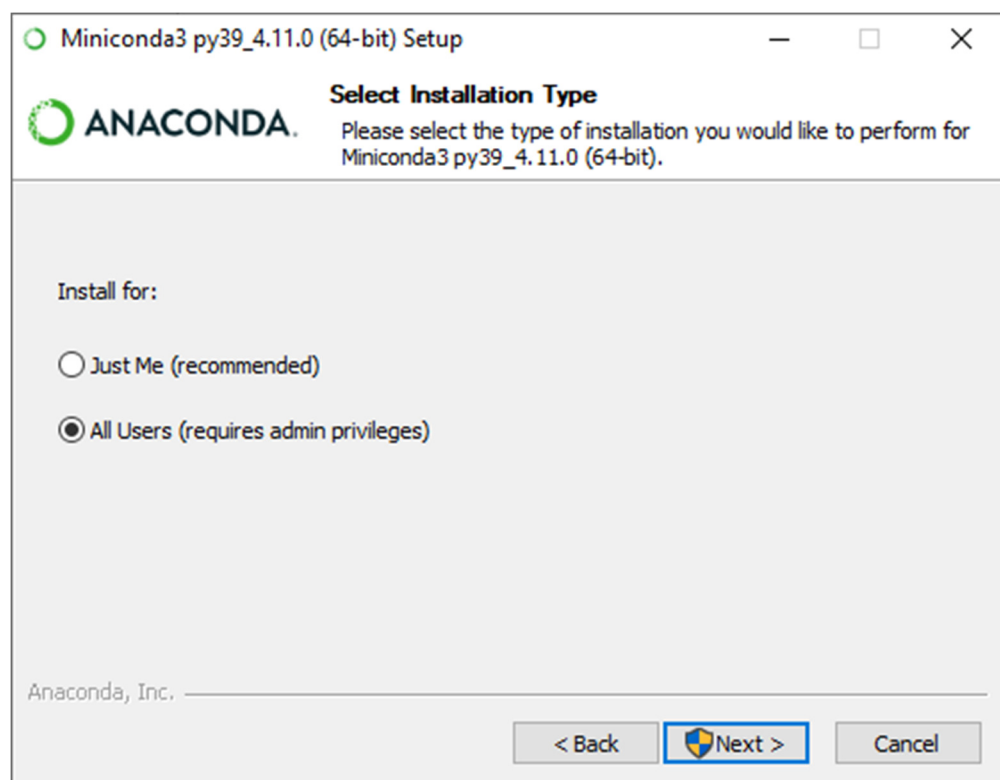 Miniconda3 py39_4.11.0 (64-bit) Setup
ANACONDA.
Select Installation Type
Please select the type of installation you would like to perform for
Miniconda3 py39_4.11.0 (64-bit).
Install for:
Just Me (recommended)
All Users (requires admin privileges)
Anaconda, Inc.
< Back
Next >
Cancel